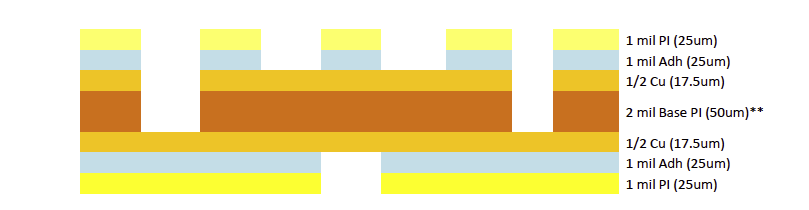 1 mil PI (25um)
1 mil Adh (25um)
1/2 Cu (17.5um)
2 mil Base PI (50um)**
1/2 Cu (17.5um)
1 mil Adh (25um)
1 mil PI (25um)